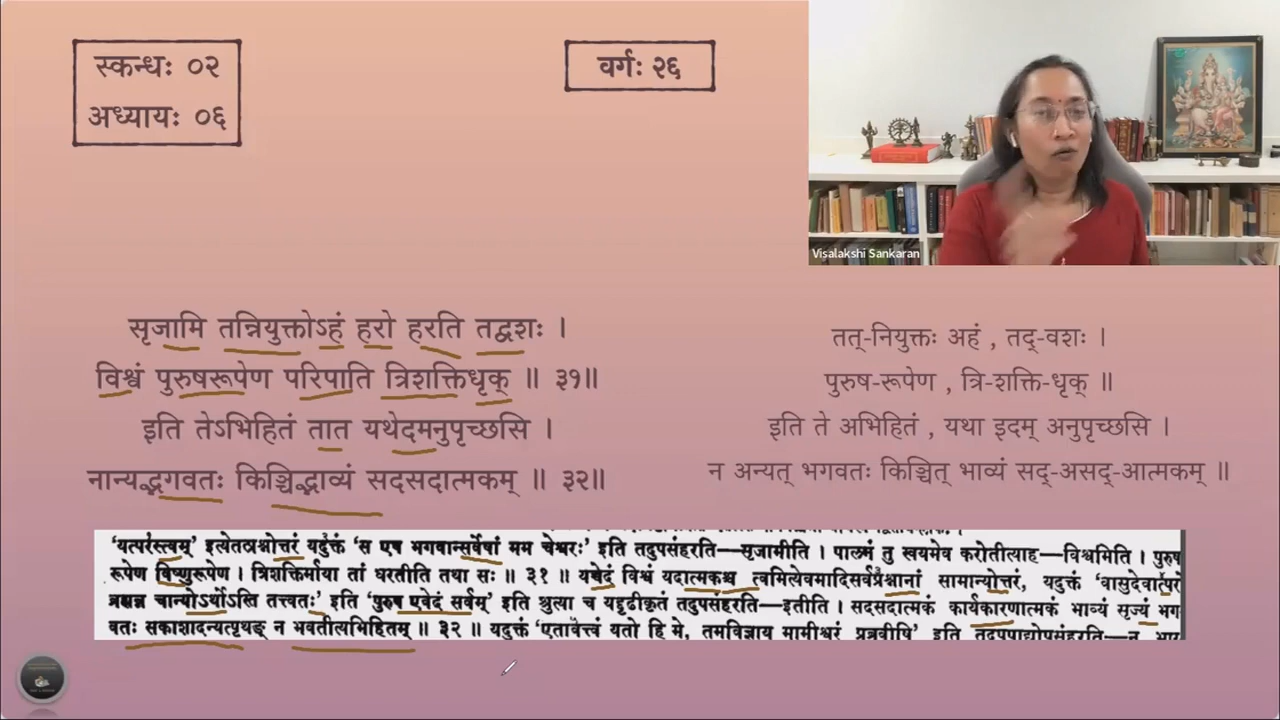 स्कन्धः ०२
अध्यायः ०६
वर्गः २६
Visalakshi Sankaran
सृजामि तन्नियुक्तोऽहं हरो हरति तद्वशः ।
विश्वं पुरुषरूपेण परिपाति त्रिशक्तिधृक् ॥ ३१॥
इति तेऽभिहितं तात यथेदमनुपृच्छसि ।
नान्यद्भगवतः किञ्चिद्भाव्यं सदसदात्मकम् ॥ ३२॥
तत्-नियुक्तः अहं , तद्-वशः ।
पुरुष-रूपेण , त्रि-शक्ति-धृक् ॥
इति ते अभिहितं , यथा इदम् अनुपृच्छसि ।
न अन्यत् भगवतः किञ्चित् भाव्यं सद्-असद्-आत्मकम् ॥
‘यत्परस्त्वम्’ इत्येतत्प्रश्नोत्तरं यदुक्तं ‘स एष भगवान्सर्वेषां मम चेश्वरः’ इति तदुपसंहरति—सृजामीति । पालनं तु स्वयमेव करोतीत्याह—विश्वमिति । पुरुष
रूपेण विष्णुरूपेण । त्रिशक्तिर्माया तां धरतीति तथा सः ॥ ३१ ॥ यच्चेदं विश्वं यदात्मकश्च त्वमित्येवमादिसर्वप्रश्नानां सामान्योत्तरं, यदुक्तं ‘वासुदेवात्परो
ब्रह्मन्न चान्योऽर्थोऽस्ति तत्त्वतः’ इति ‘पुरुष एवेदं सर्वम्’ इति श्रुत्या च यद्दृढीकृतं तदुपसंहरति—इतीति । सदसदात्मकं कार्यकारणात्मकं भाव्यं सृज्यं भग
वतः सकाशादन्यत्पृथङ् न भवतीत्यभिहितम् ॥ ३२ ॥ यदुक्तं ‘एतावत्त्वं यतो हि मे, तमविज्ञाय मामीश्वरं प्रब्रवीषि’ इति तदुपपाद्योपसंहरति—न